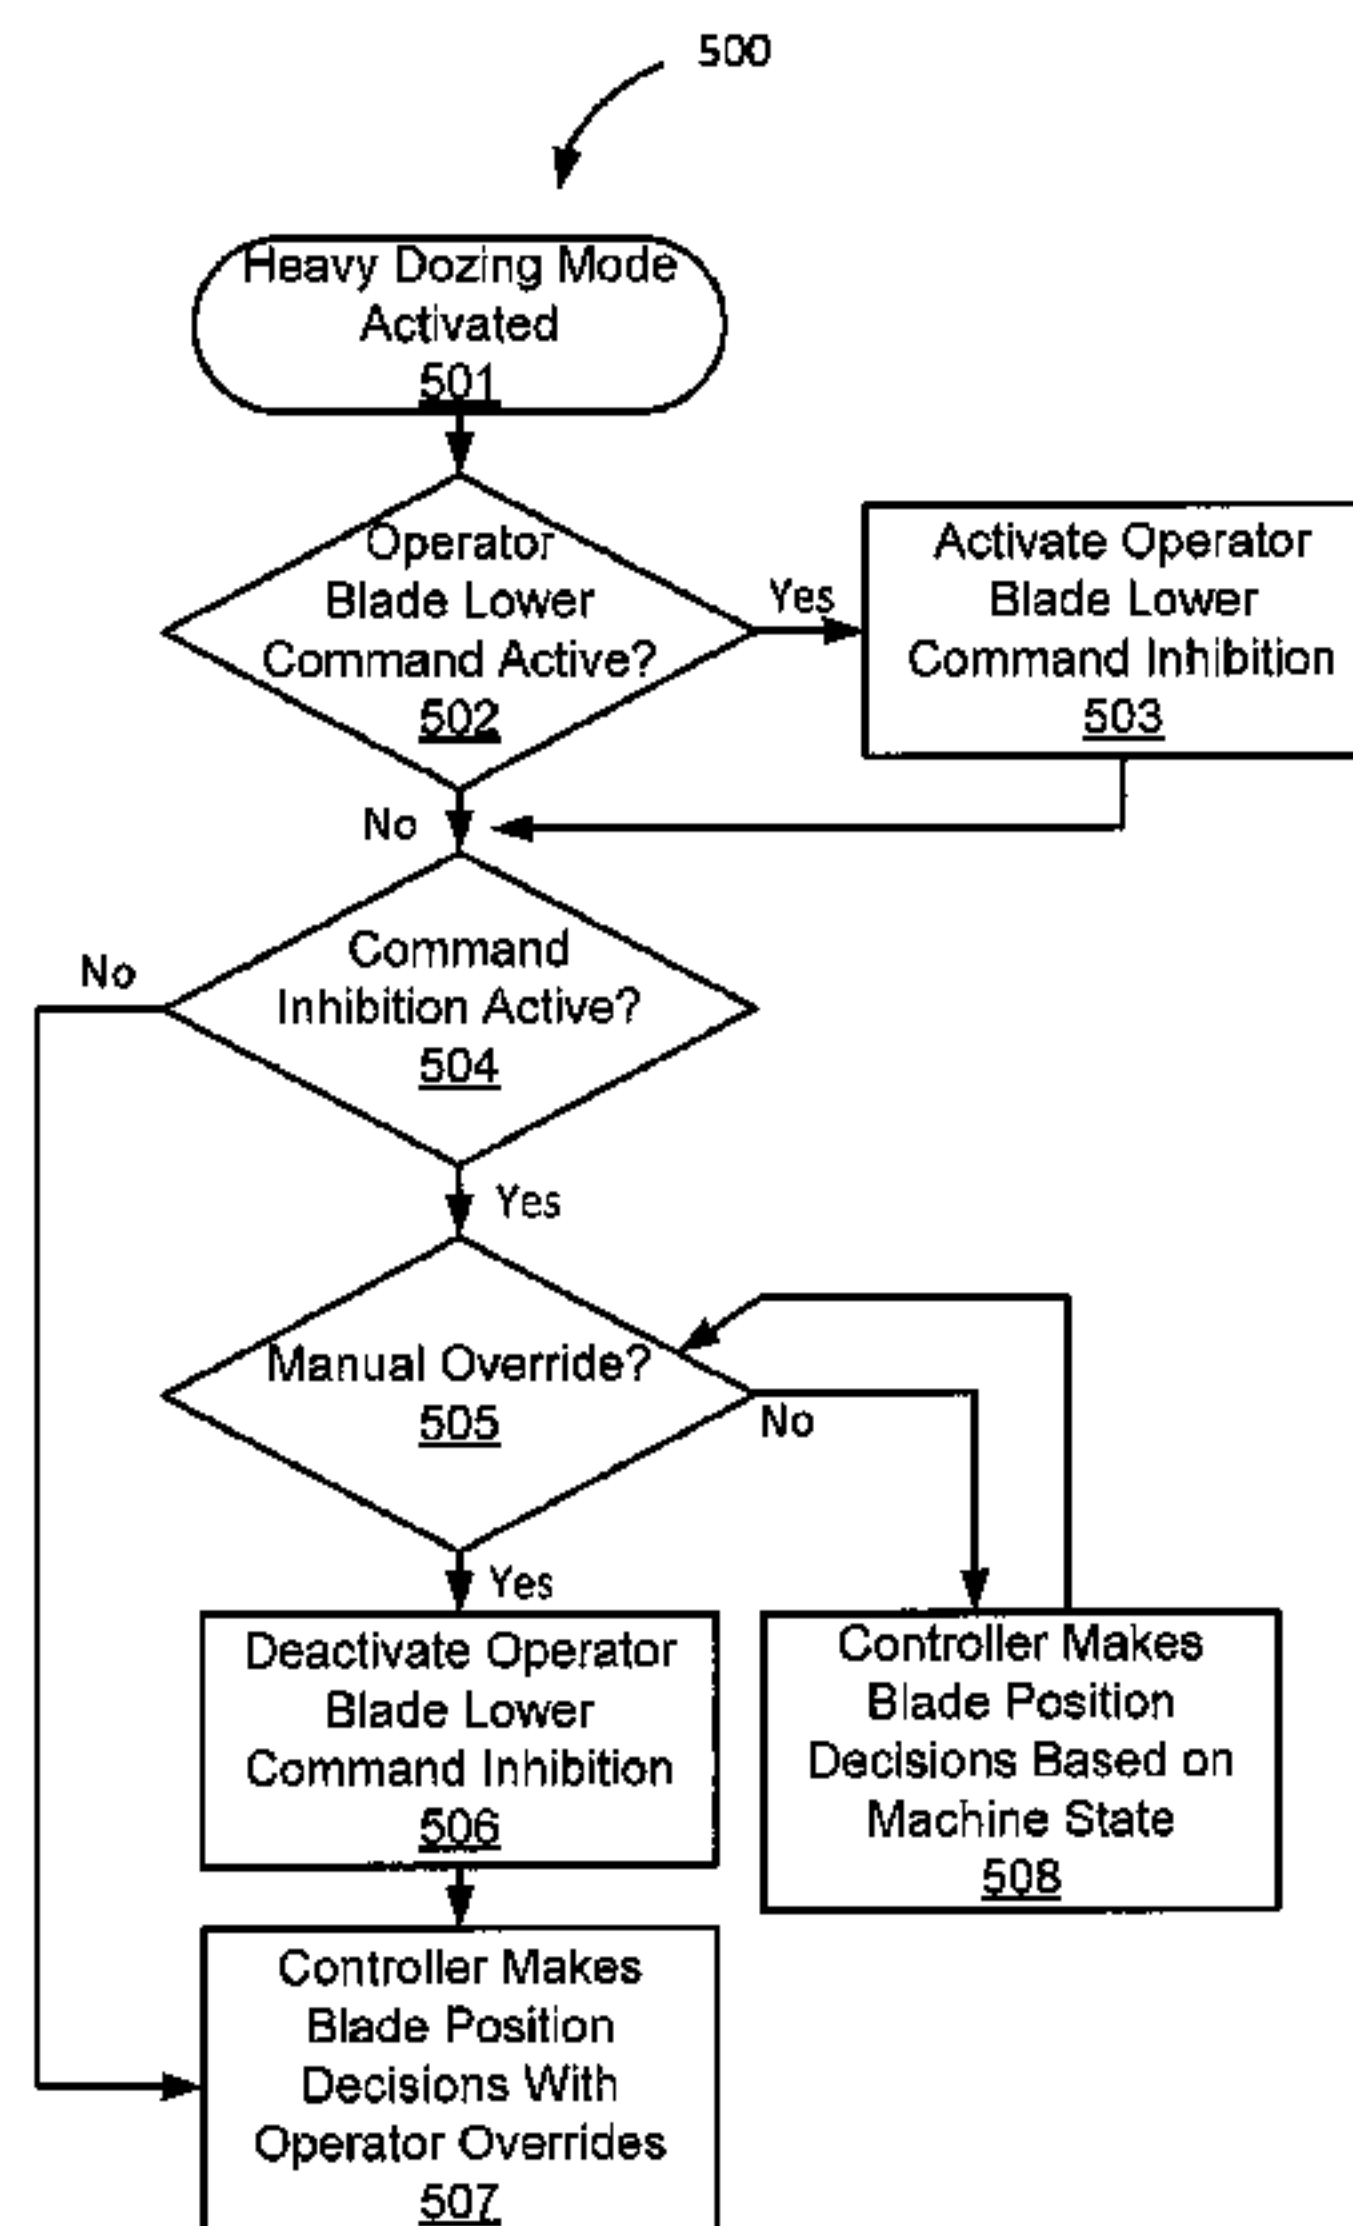 500
Heavy Dozing Mode
Activated
501
Operator
Blade Lower
Command Active?
502
Yes
Activate Operator
Blade Lower
Command Inhibition
503
No
Command
Inhibition Active?
504
No
Yes
Manual Override?
505
No
Yes
Deactivate Operator
Blade Lower
Command Inhibition
506
Controller Makes
Blade Position
Decisions Based on
Machine State
508
Controller Makes
Blade Position
Decisions With
Operator Overrides
507